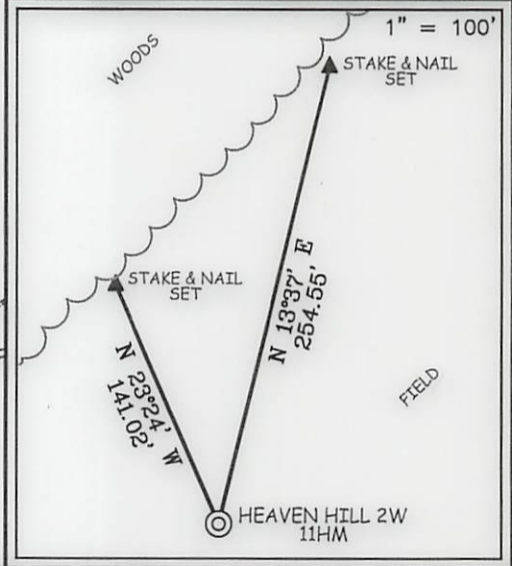 1" = 100'
WOODS
STAKE & NAIL
SET
STAKE & NAIL
SET
N 13°37' E
254.55'
N 23°24' W
141.02'
FIELD
HEAVEN HILL 2W
11HM